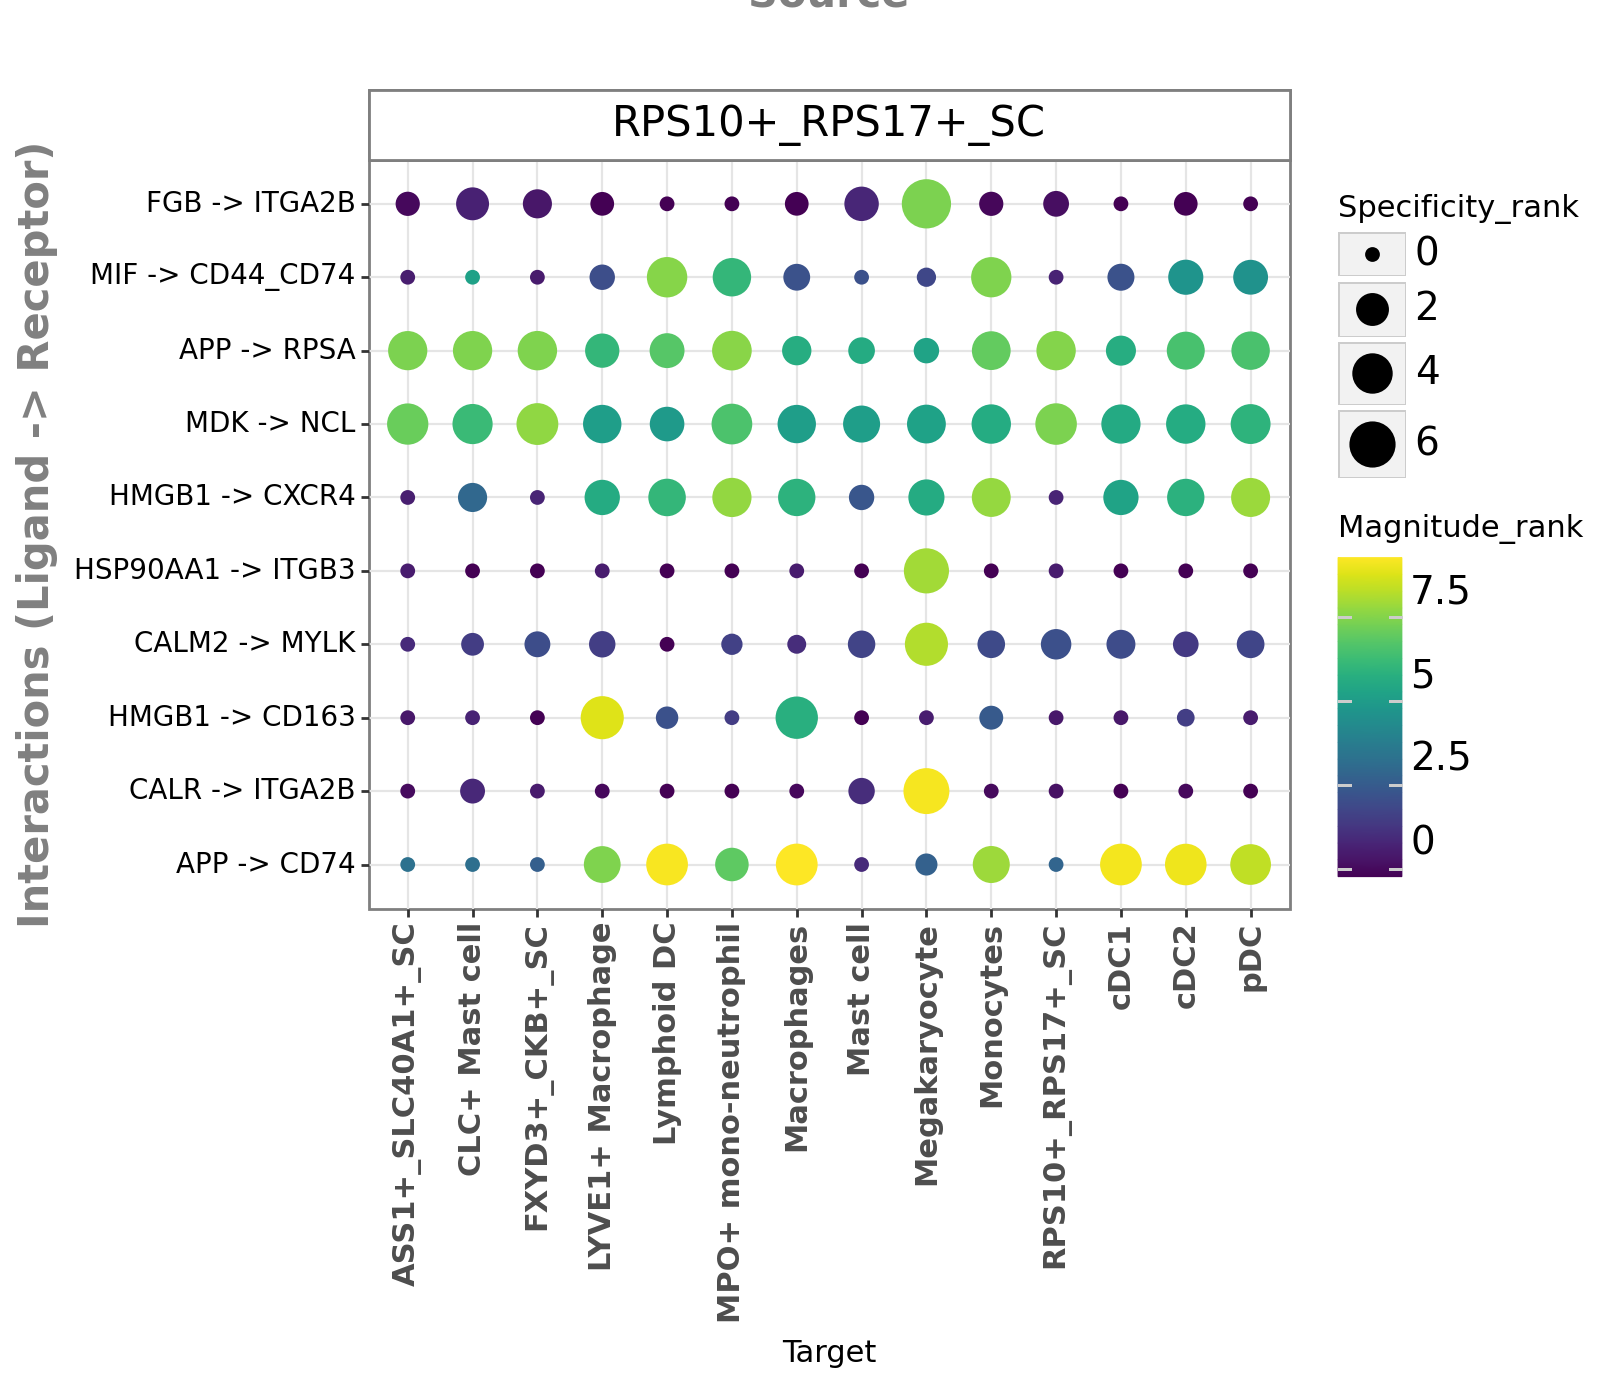 Source
RPS10+_RPS17+_SC
Interactions (Ligand -> Receptor)
FGB -> ITGA2B
MIF -> CD44_CD74
APP -> RPSA
MDK -> NCL
HMGB1 -> CXCR4
HSP90AA1 -> ITGB3
CALM2 -> MYLK
HMGB1 -> CD163
CALR -> ITGA2B
APP -> CD74
ASS1+_SLC40A1+_SC
CLC+ Mast cell
FXYD3+_CKB+_SC
LYVE1+ Macrophage
Lymphoid DC
MPO+ mono-neutrophil
Macrophages
Mast cell
Megakaryocyte
Monocytes
RPS10+_RPS17+_SC
cDC1
cDC2
pDC
Target
Specificity_rank
0
2
4
6
Magnitude_rank
7.5
5
2.5
0